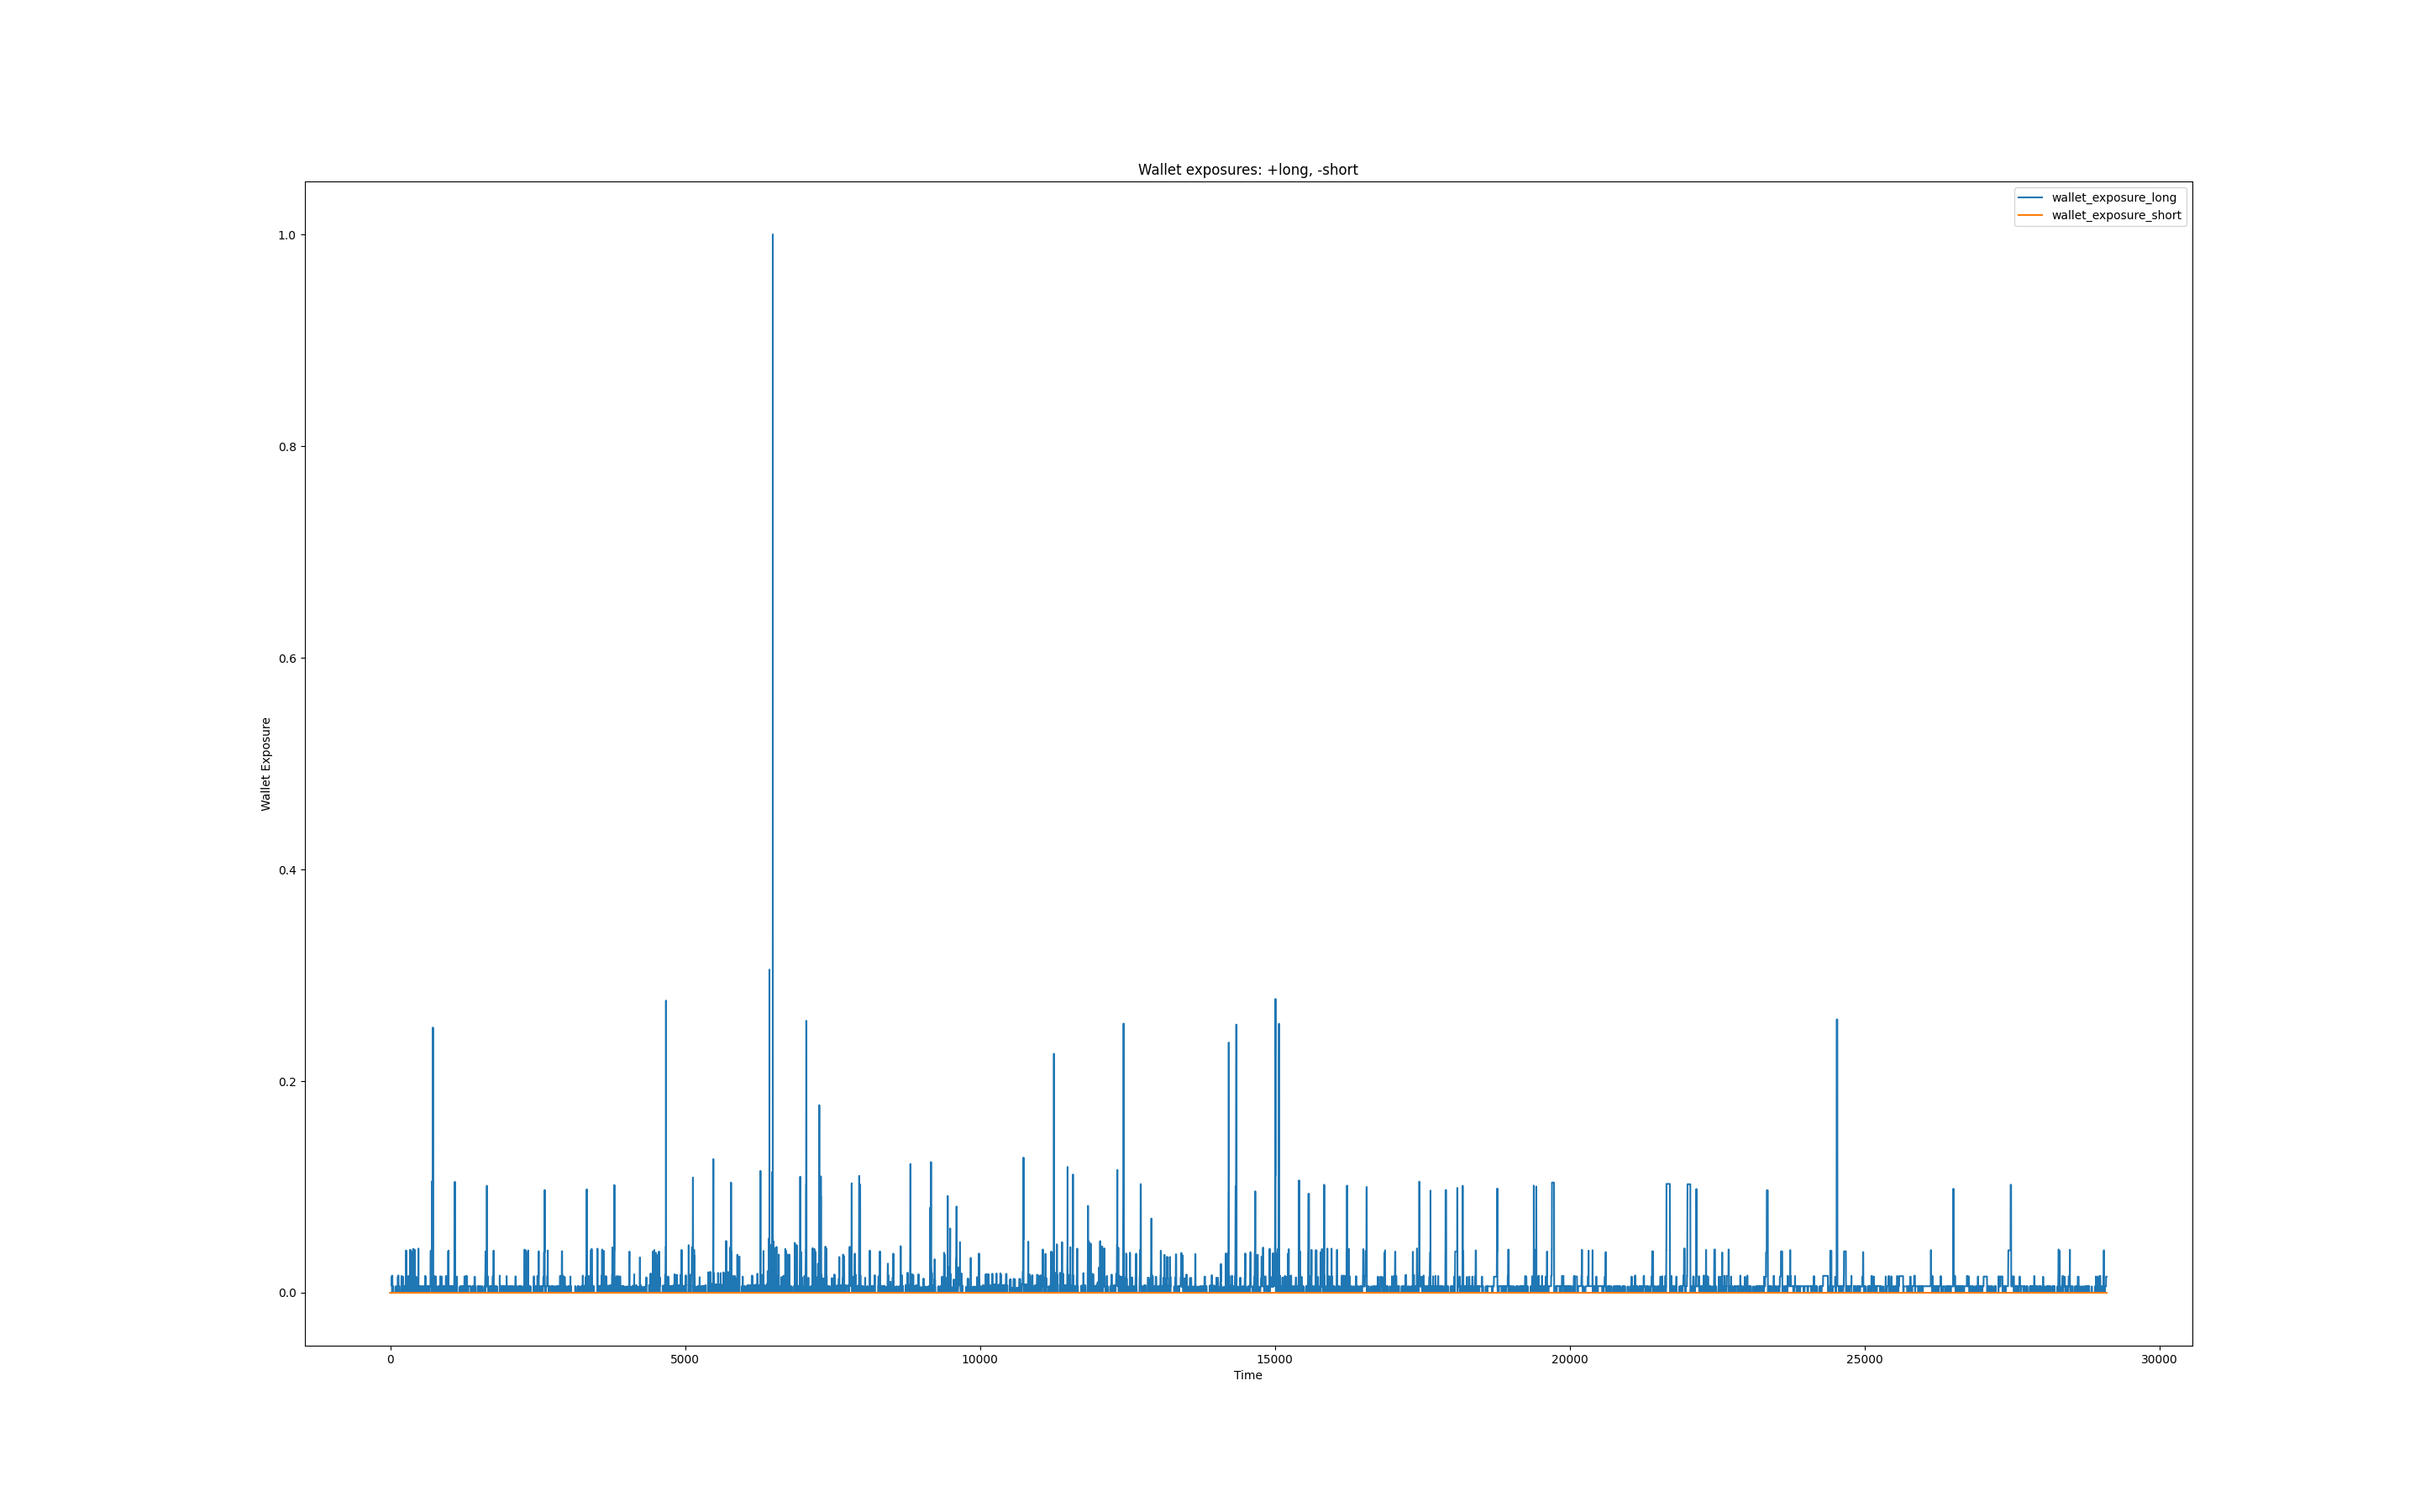 Wallet exposures: +long, -short
wallet_exposure_long
wallet_exposure_short
1.0
0.8
0.6
0.4
0.2
0.0
Wallet Exposure
0 5000 10000 15000 20000 25000 30000
Time